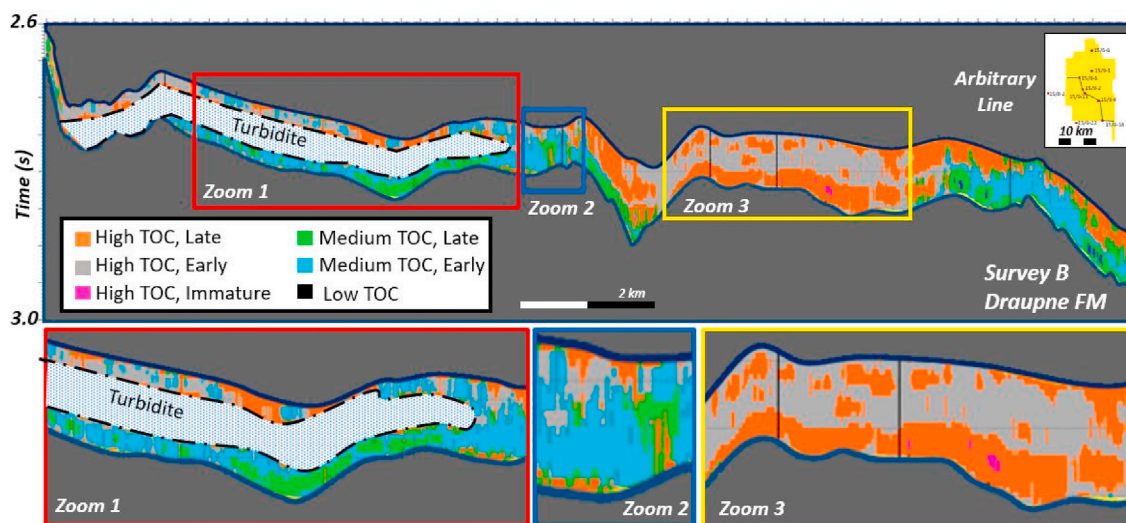 2.6
Time (s)
3.0
Turbidite
Zoom 1
Zoom 2
Zoom 3
Arbitrary
Line
10 km
High TOC, Late
High TOC, Early
High TOC, Immature
Medium TOC, Late
Medium TOC, Early
Low TOC
2 km
Survey B
Draupne FM
Turbidite
Zoom 1
Zoom 2
Zoom 3